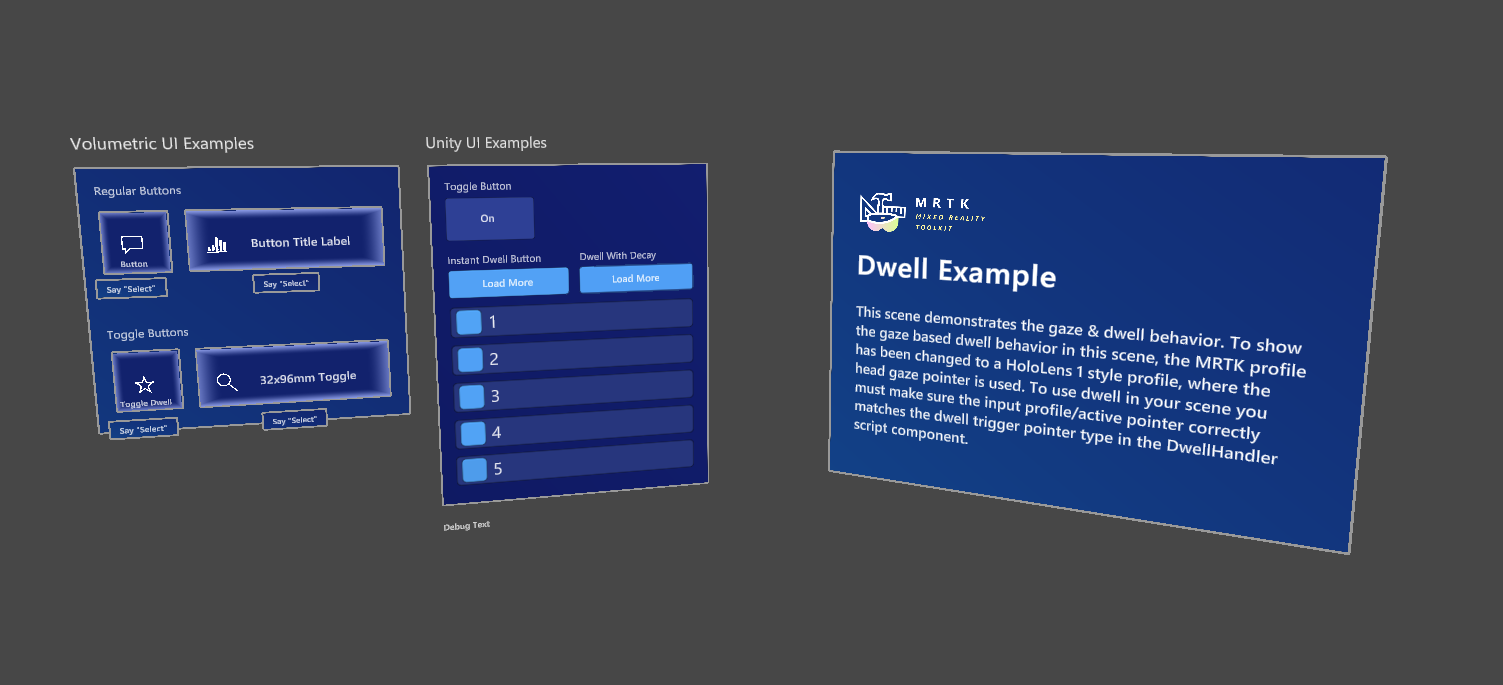 Volumetric UI Examples
Regular Buttons
Button
Button Title Label
Say "Select"
Say "Select"
Toggle Buttons
Toggle Dwell
32x96mm Toggle
Say "Select"
Say "Select"
Unity UI Examples
Toggle Button
On
Instant Dwell Button
Dwell With Decay
Load More
Load More
1
2
3
4
5
Debug Text
MRTK
MIXED REALITY
TOOLKIT
Dwell Example
This scene demonstrates the gaze & dwell behavior. To show
the gaze based dwell behavior in this scene, the MRTK profile
has been changed to a HoloLens 1 style profile, where the
head gaze pointer is used. To use dwell in your scene you
must make sure the input profile/active pointer correctly
matches the dwell trigger pointer type in the DwellHandler
script component.